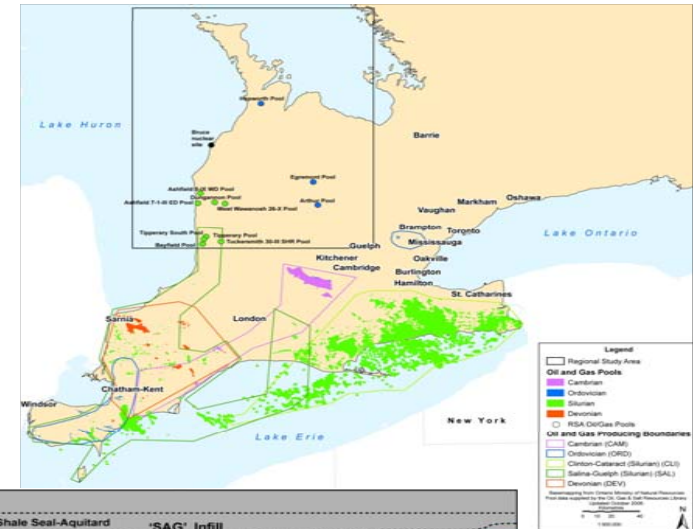 Hepworth Pool
Lake Huron
Barrie
Bruce
nuclear
site
Egremont Pool
Dungannon Pool
Arthur Pool
Ashfield 7-1-III ED Pool
West Wawanosh 26-X Pool
Markham
Oshawa
Vaughan
Tipperary South Pool
Tipperary Pool
Brampton
Toronto
Lake Ontario
Bayfield Pool
Tuckersmith 30-III SHR Pool
Guelph
Mississauga
Kitchener
Oakville
Cambridge
Burlington
Hamilton
St. Catharines
Sarnia
London
Chatham-Kent
Windsor
New York
Lake Erie
Legend
Regional Study Area
Oil and Gas Pools
Cambrian
Ordovician
Silurian
Devonian
RSA Oil/Gas Pools
Oil and Gas Producing Boundaries
Cambrian (CAM)
Ordovician (ORD)
Clinton-Cataract (Silurian) (CLI)
Salina-Guelph (Silurian) (SAL)
Devonian (DEV)
N
Shale Seal-Aquitard
"SAG" Infill